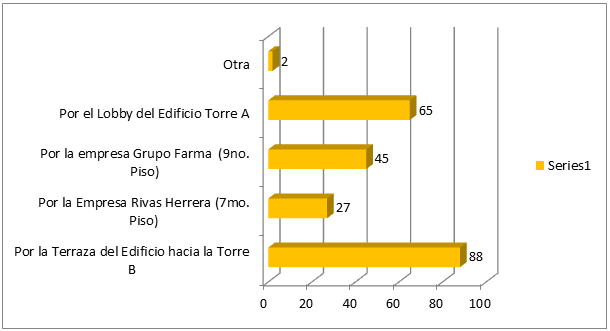 Otra
2
Por el Lobby del Edificio Torre A
65
Por la empresa Grupo Farma (9no.
Piso)
45
Por la Empresa Rivas Herrera (7mo.
Piso)
27
Por la Terraza del Edificio hacia la Torre
B
88
0 20 40 60 80 100
Series1